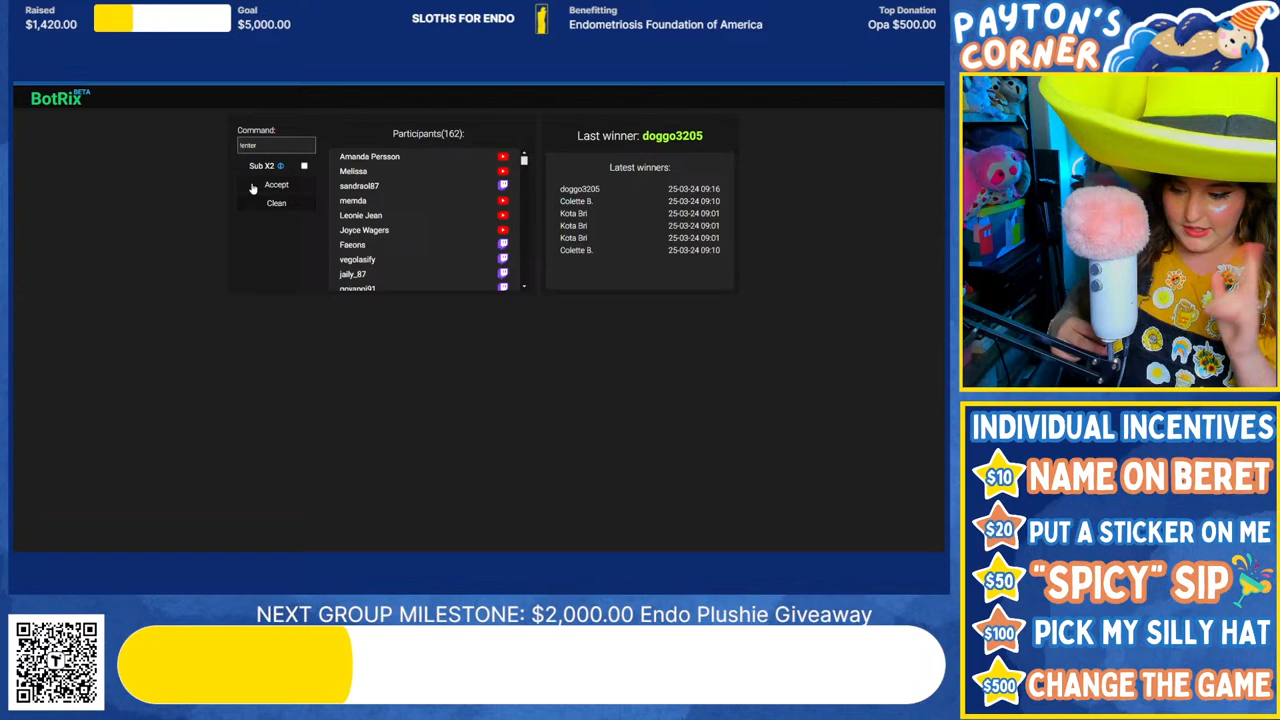 Raised
$1,420.00
Goal
$5,000.00
SLOTHS FOR ENDO
Benefitting
Endometriosis Foundation of America
Top Donation
Opa $500.00
PAYTON'S
CORNER
BotRix BETA
Command:
!enter
Sub X2
Accept
Clean
Participants(162):
Amanda Persson
Melissa
sandraol87
memda
Leonie Jean
Joyce Wagers
Faeons
vegolasify
jaily_87
govanni91
Last winner: doggo3205
Latest winners:
doggo3205 25-03-24 09:16
Colette B. 25-03-24 09:10
Kota Bri 25-03-24 09:01
Kota Bri 25-03-24 09:01
Kota Bri 25-03-24 09:01
Colette B. 25-03-24 09:10
INDIVIDUAL INCENTIVES
$10 NAME ON BERET
$20 PUT A STICKER ON ME
$50 "SPICY" SIP
$100 PICK MY SILLY HAT
$500 CHANGE THE GAME
NEXT GROUP MILESTONE: $2,000.00 Endo Plushie Giveaway